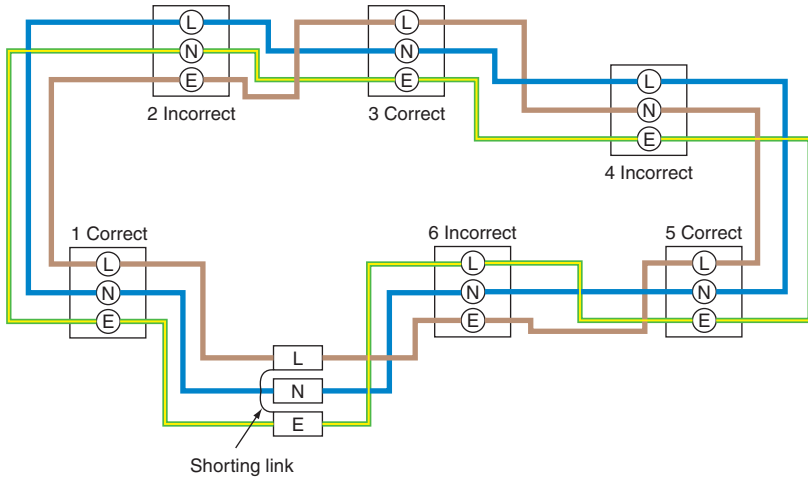 L
N
E
2 Incorrect
L
N
E
3 Correct
L
N
E
4 Incorrect
1 Correct
L
N
E
6 Incorrect
L
N
E
5 Correct
L
N
E
L
N
E
Shorting link